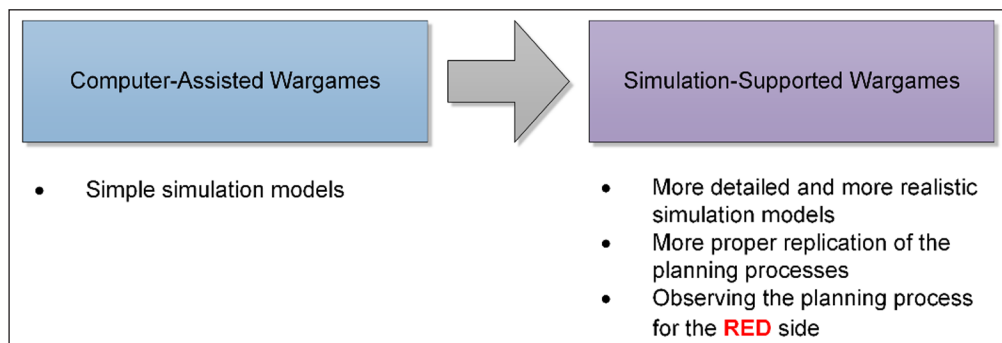 Computer-Assisted Wargames
Simulation-Supported Wargames
• Simple simulation models
• More detailed and more realistic
simulation models
• More proper replication of the
planning processes
• Observing the planning process
for the RED side